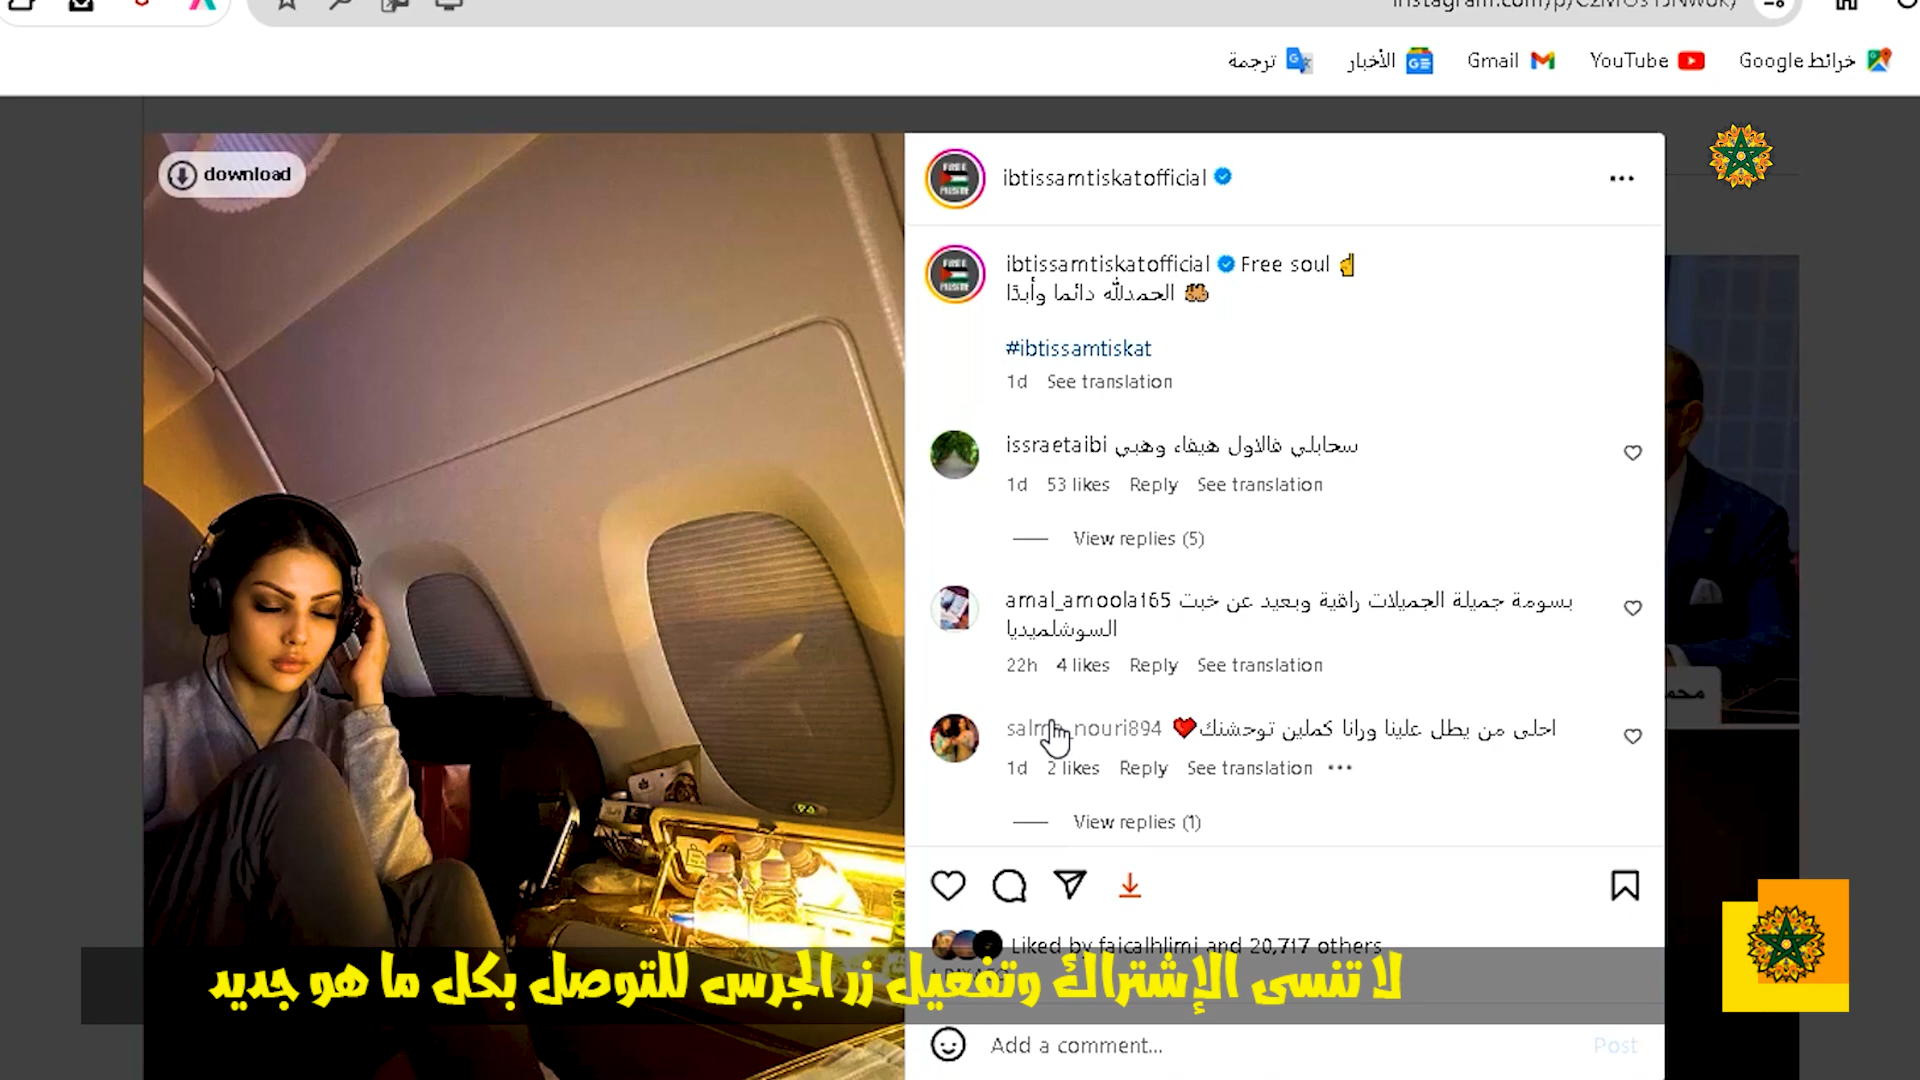 ترجمة
الأخبار
Gmail
YouTube
خرائط Google
download
ibtissamtiskatofficial
ibtissamtiskatofficial Free soul ☝
الحمدلله دائما وأبدًا 🤲
#ibtissamtiskat
1d See translation
issraetaibi سحابلي فالاول هيفاء وهبي
1d 53 likes Reply See translation
View replies (5)
amal_amoola165 بسومة جميلة الجميلات راقية وبعيد عن خبت
السوشلميديا
22h 4 likes Reply See translation
احلى من يطل علينا ورانا كملين توحشنك❤️
1d 2 likes Reply See translation
View replies (1)
Liked by faicalhlimi and 20,717 others
لا تنسى الإشتراك وتفعيل زر الجرس للتوصل بكل ما هو جديد
Add a comment...
Post